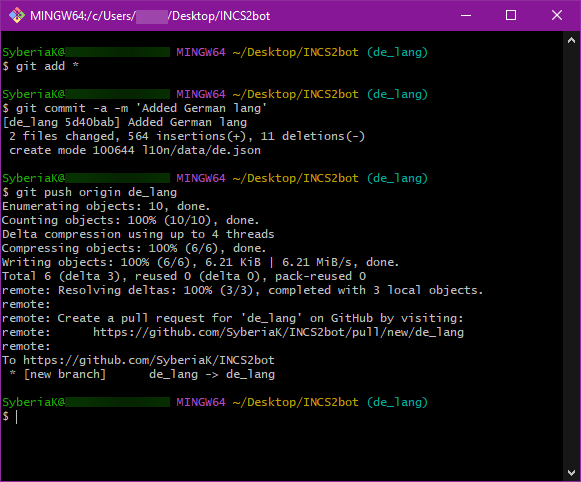 MINGW64:/c/Users/ /Desktop/INCS2bot
SyberiaK@ MINGW64 ~/Desktop/INCS2bot (de_lang)
$ git add *
SyberiaK@ MINGW64 ~/Desktop/INCS2bot (de_lang)
$ git commit -a -m 'Added German lang'
[de_lang 5d40bab] Added German lang
 2 files changed, 564 insertions(+), 11 deletions(-)
 create mode 100644 l10n/data/de.json
SyberiaK@ MINGW64 ~/Desktop/INCS2bot (de_lang)
$ git push origin de_lang
Enumerating objects: 10, done.
Counting objects: 100% (10/10), done.
Delta compression using up to 4 threads
Compressing objects: 100% (6/6), done.
Writing objects: 100% (6/6), 6.21 KiB | 6.21 MiB/s, done.
Total 6 (delta 3), reused 0 (delta 0), pack-reused 0
remote: Resolving deltas: 100% (3/3), completed with 3 local objects.
remote:
remote: Create a pull request for 'de_lang' on GitHub by visiting:
remote:      https://github.com/SyberiaK/INCS2bot/pull/new/de_lang
remote:
To https://github.com/SyberiaK/INCS2bot
 * [new branch]      de_lang -> de_lang
SyberiaK@ MINGW64 ~/Desktop/INCS2bot (de_lang)
$